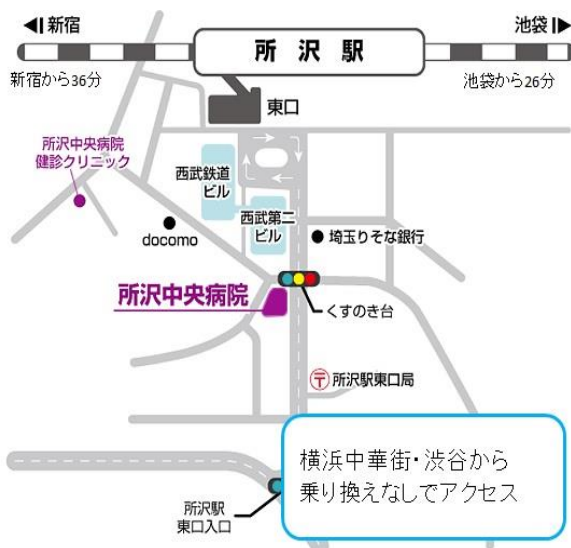 新宿
池袋
所沢駅
新宿から36分
池袋から26分
東口
所沢中央病院
健診クリニック
西武鉄道
ビル
西武第二
ビル
docomo
埼玉りそな銀行
所沢中央病院
くすのき台
〒所沢駅東口局
横浜中華街・渋谷から
乗り換えなしでアクセス
所沢駅
東口入口